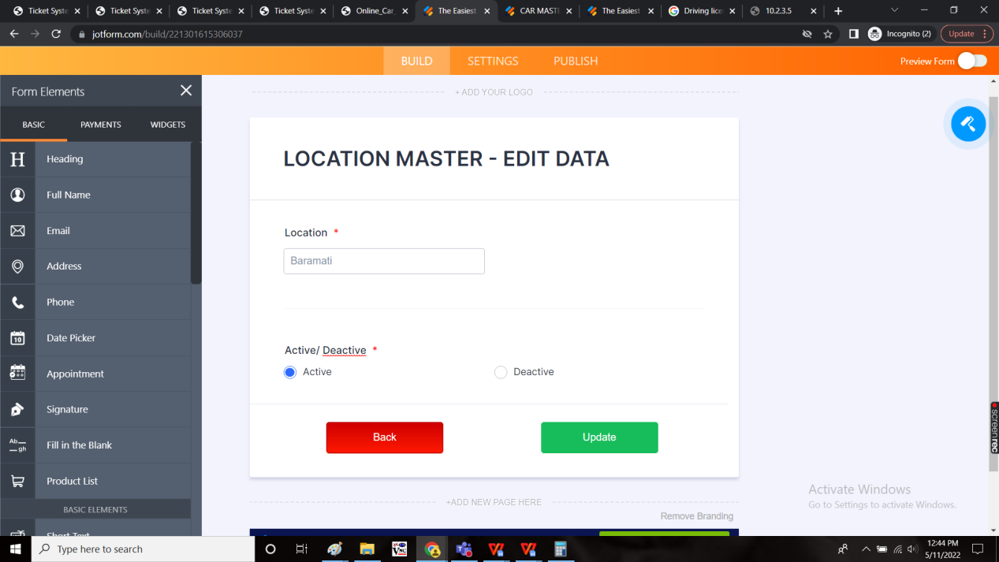 Ticket Syste
Ticket Syste
Ticket Syste
Ticket Syste
Online_Car_
The Easiest
CAR MASTE
The Easiest
Driving lice
10.2.3.5
jotform.com/build/221301615306037
Incognito (2)
Update
BUILD
SETTINGS
PUBLISH
Preview Form
Form Elements
BASIC
PAYMENTS
WIDGETS
H Heading
Full Name
Email
Address
Phone
10 Date Picker
Appointment
Signature
Ab gh Fill in the Blank
Product List
BASIC ELEMENTS
Short Text
+ ADD YOUR LOGO
LOCATION MASTER - EDIT DATA
Location *
Baramati
Active/ Deactive *
Active
Deactive
Back
Update
+ADD NEW PAGE HERE
Remove Branding
Activate Windows
Go to Settings to activate Windows.
screenrec
Type here to search
12:44 PM
5/11/2022